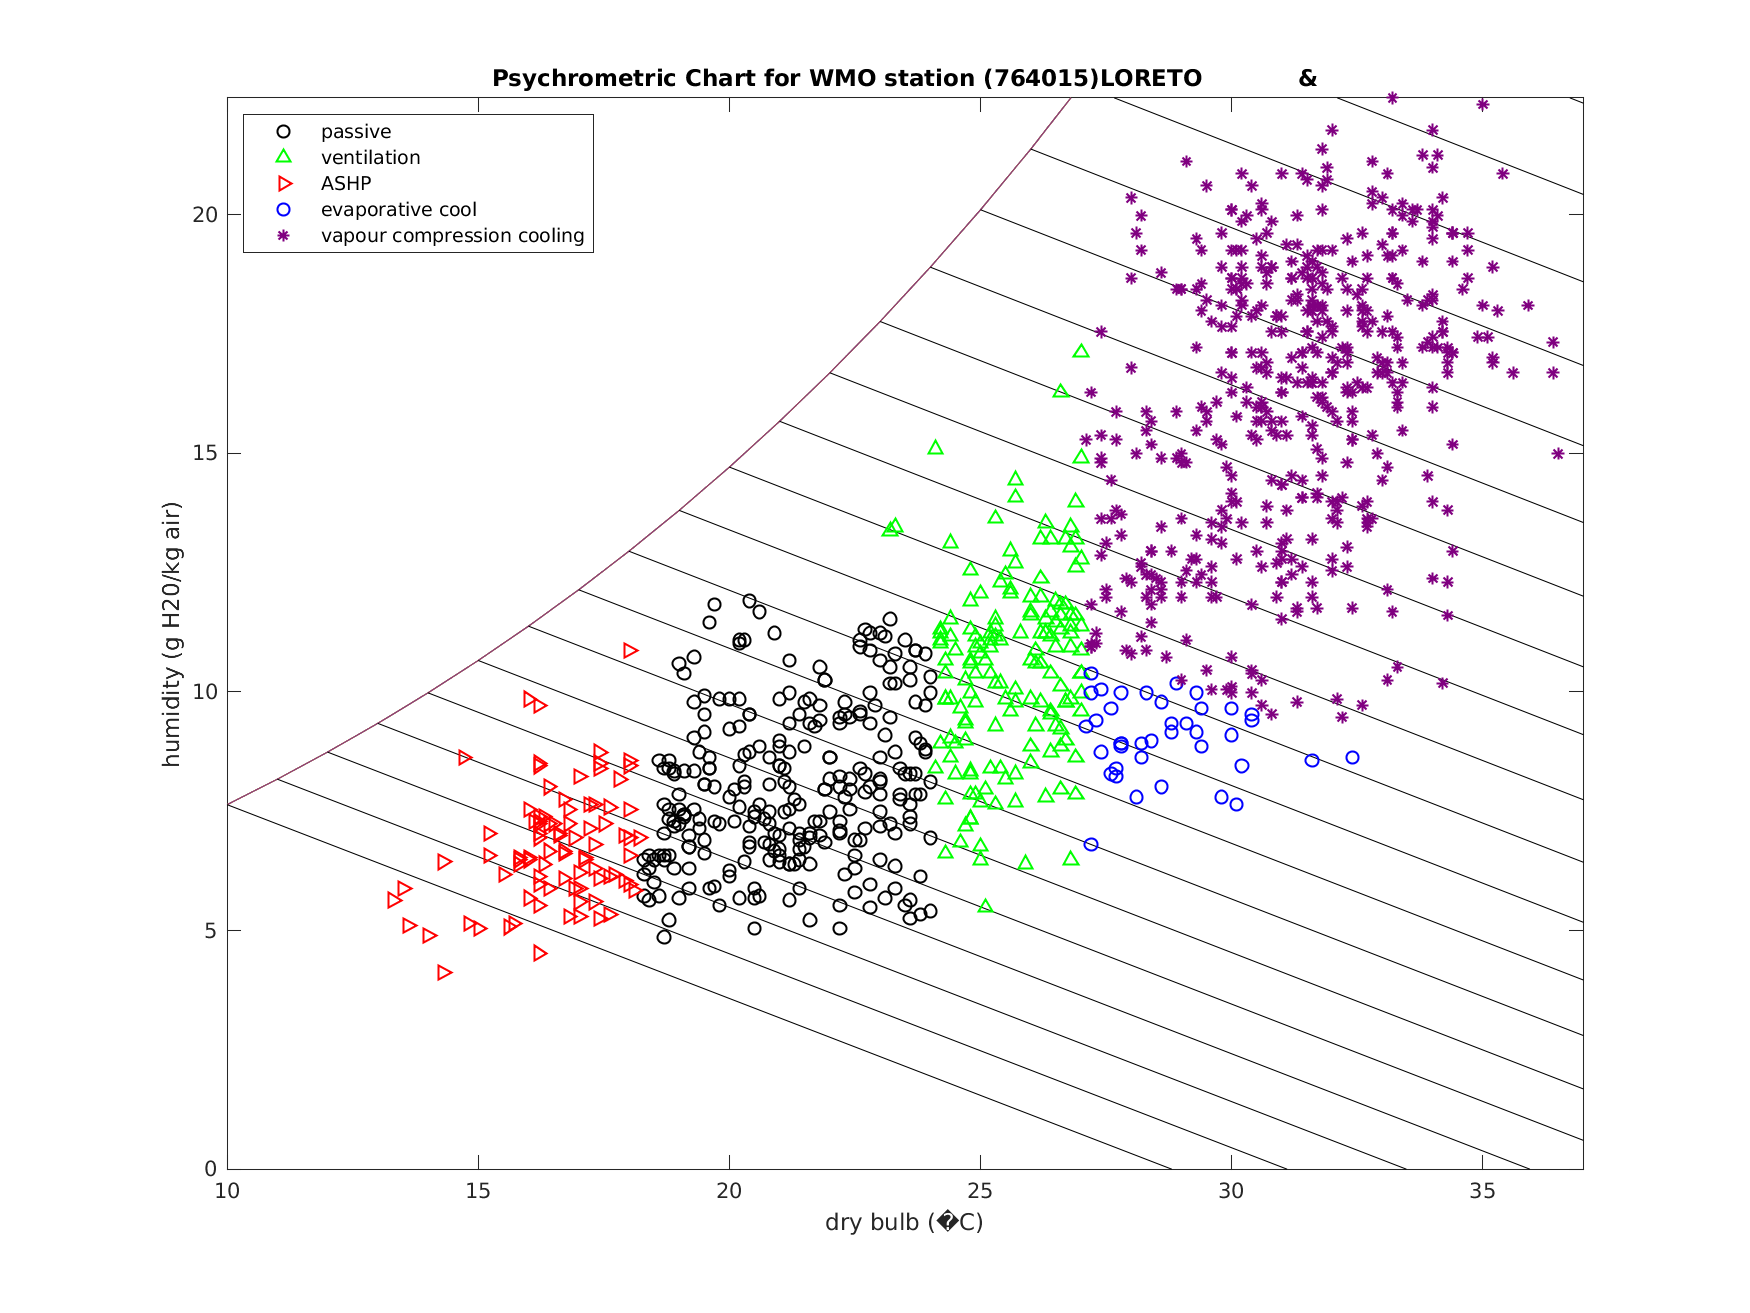 Psychrometric Chart for WMO station (764015)LORETO &
passive
ventilation
ASHP
evaporative cool
vapour compression cooling
humidity (g H20/kg air)
20
15
10
5
0
10 15 20 25 30 35
dry bulb (�C)